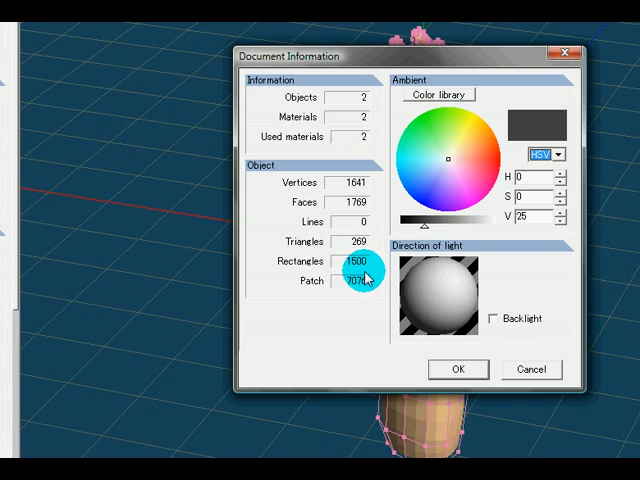 Document Information
Information
Objects 2
Materials 2
Used materials 2
Object
Vertices 1641
Faces 1769
Lines 0
Triangles 269
Rectangles 1500
Patch 7076
Ambient
Color library
HSV
H 0
S 0
V 25
Direction of light
Backlight
OK
Cancel